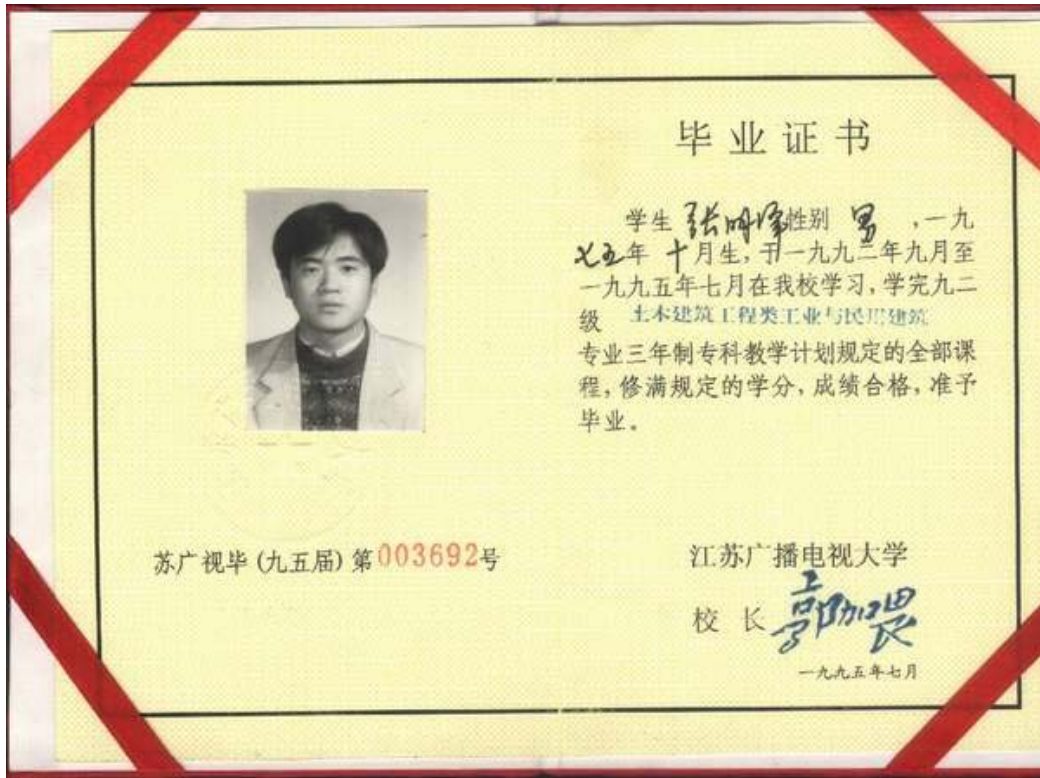 毕业证书
学生 张明泽 性别 男 ,一九
七五年 十月生,于一九九二年九月至
一九九五年七月在我校学习,学完九二
级 土木建筑工程类工业与民用建筑
专业三年制专科教学计划规定的全部课
程,修满规定的学分,成绩合格,准予
毕业。
苏广视毕(九五届)第003692号
江苏广播电视大学
校 长
一九九五年七月